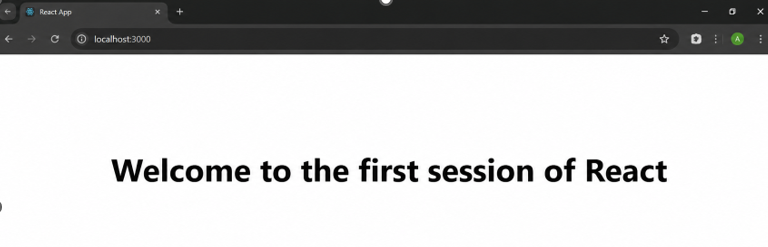 React App
localhost:3000
A
Welcome to the first session of React